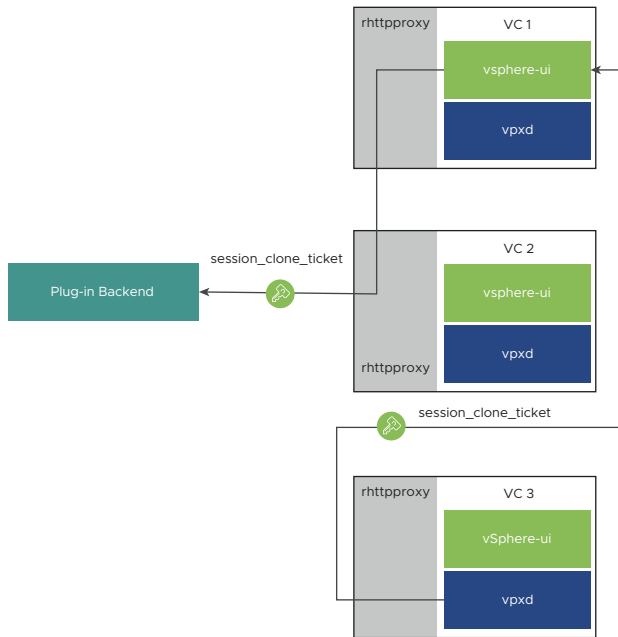 rhttpproxy
VC 1
vsphere-ui
vpxd
session_clone_ticket
Plug-in Backend
VC 2
vsphere-ui
vpxd
rhttpproxy
session_clone_ticket
rhttpproxy
VC 3
vSphere-ui
vpxd